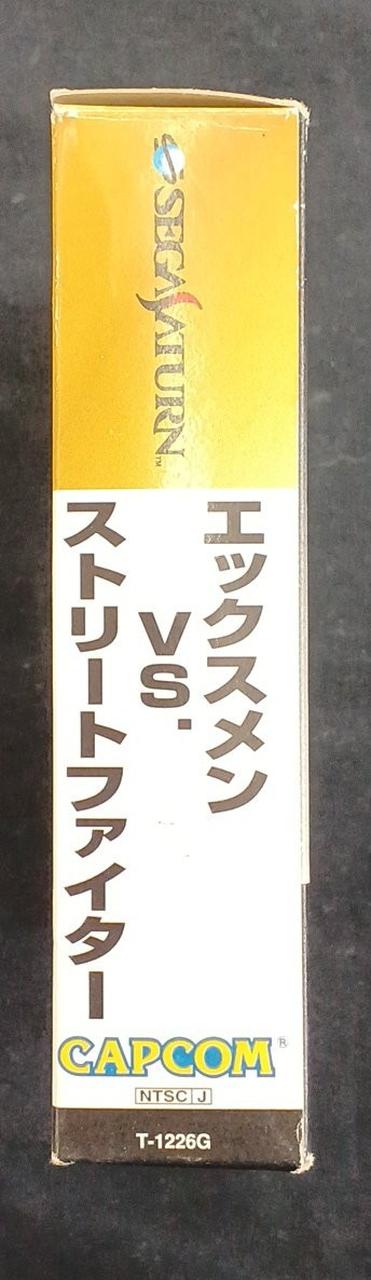 SEGA SATURN™
エックスメン
VS.
ストリートファイター
CAPCOM®
NTSC J
T-1226G